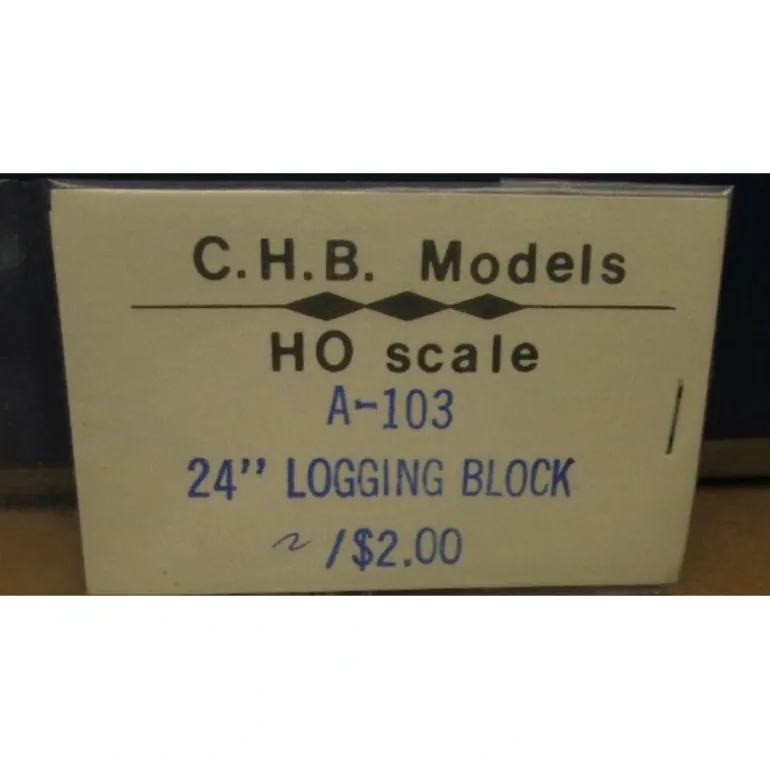 C.H.B. Models
HO scale
A-103
24" LOGGING BLOCK
2 /$2.00